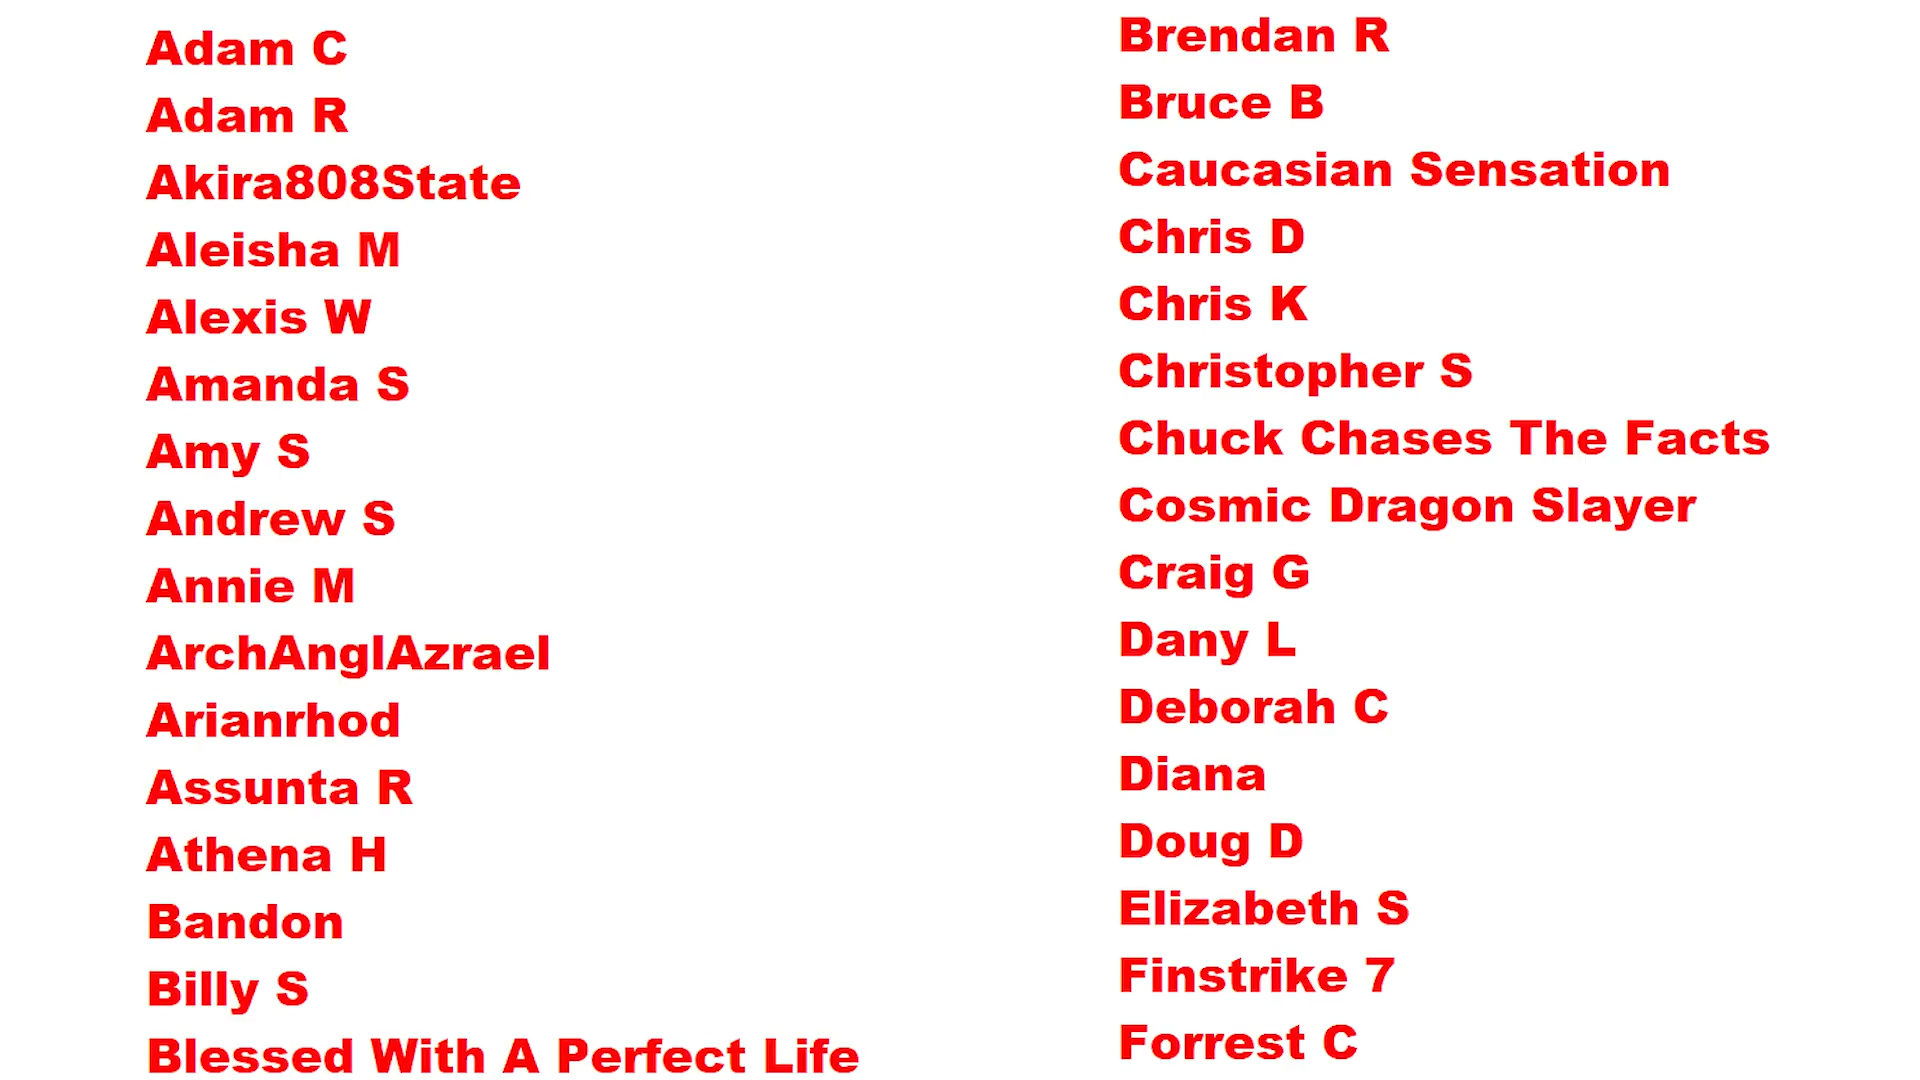 Adam C
Adam R
Akira808State
Aleisha M
Alexis W
Amanda S
Amy S
Andrew S
Annie M
ArchAnglAzrael
Arianrhod
Assunta R
Athena H
Bandon
Billy S
Blessed With A Perfect Life
Brendan R
Bruce B
Caucasian Sensation
Chris D
Chris K
Christopher S
Chuck Chases The Facts
Cosmic Dragon Slayer
Craig G
Dany L
Deborah C
Diana
Doug D
Elizabeth S
Finstrike 7
Forrest C